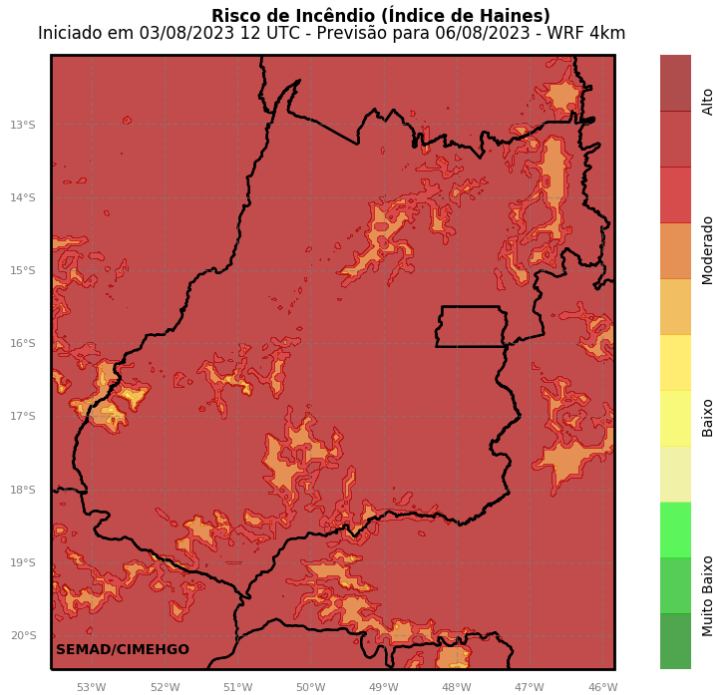 Risco de Incêndio (Índice de Haines)
Iniciado em 03/08/2023 12 UTC - Previsão para 06/08/2023 - WRF 4km
Alto
Moderado
Baixo
Muito Baixo
13°S
14°S
15°S
16°S
17°S
18°S
19°S
20°S
SEMAD/CIMEHGO
53°W 52°W 51°W 50°W 49°W 48°W 47°W 46°W